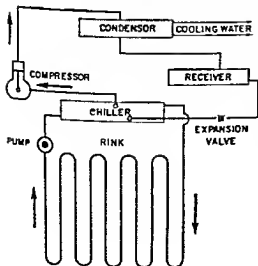 CONDENSOR
COOLING WATER
COMPRESSOR
RECEIVER
CHILLER
EXPANSION
VALVE
PUMP
RINK